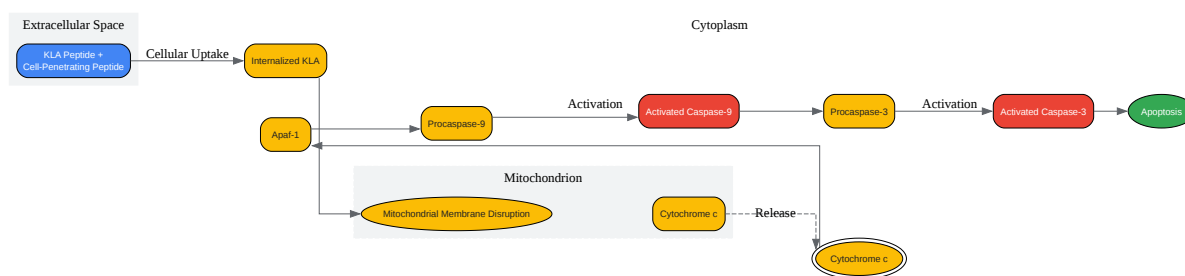 Extracellular Space
Cytoplasm
KLA Peptide +
Cell-Penetrating Peptide
Cellular Uptake
Internalized KLA
Apaf-1
Procaspase-9
Activation
Activated Caspase-9
Procaspase-3
Activation
Activated Caspase-3
Apoptosis
Mitochondrion
Mitochondrial Membrane Disruption
Cytochrome c
Release
Cytochrome c